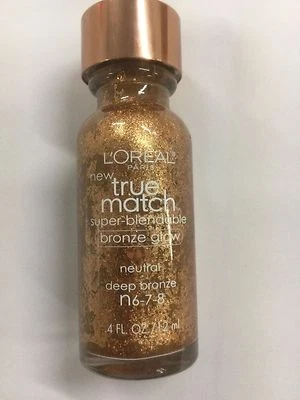 L'ORÉAL
PARIS
new
true
match
super-blendable
bronze glow
neutral
deep bronze
n6-7-8
.4 FL. OZ/12 ml